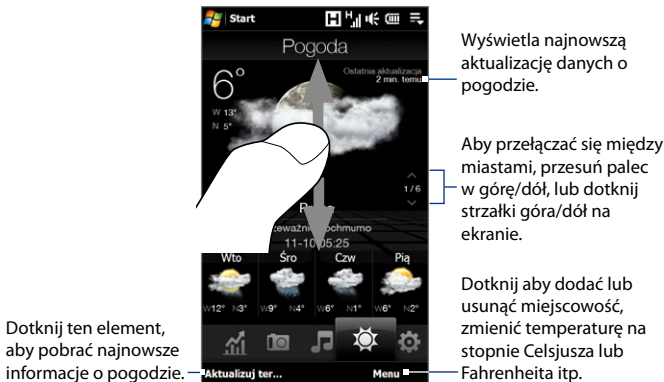 Start
H
Pogoda
6°
Ostatnia aktualizacja
2 min. temu
W 13°
N 5°
1/6
11-10 05:25
Wto Śro Czw Pią
W12° N3° W9° N4° W6° N1° W6° N2°
Aktualizuj ter... Menu
Wyświetla najnowszą
aktualizację danych o
pogodzie.
Aby przełączać się między
miastami, przesuń palec
w górę/dół, lub dotknij
strzałki góra/dół na
ekranie.
Dotknij aby dodać lub
usunąć miejscowość,
zmienić temperaturę na
stopnie Celsjusza lub
Fahrenheita itp.
Dotknij ten element,
aby pobrać najnowsze
informacje o pogodzie.